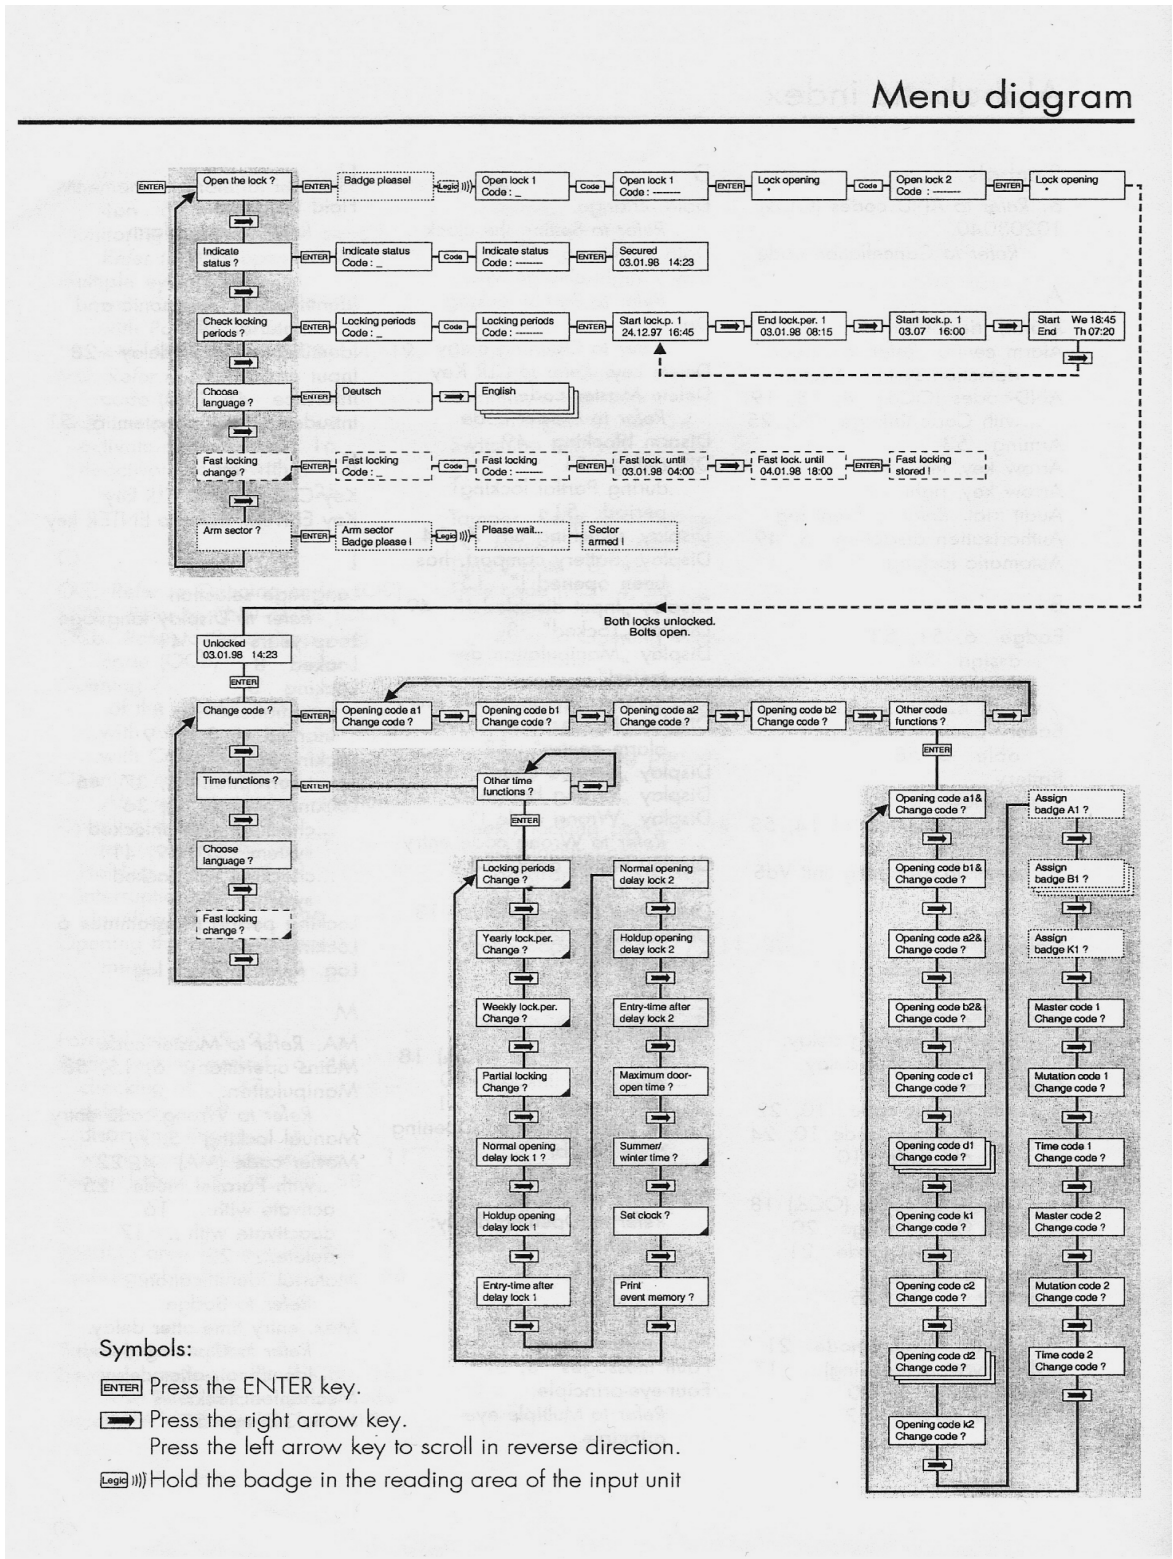 Menu diagram
ENTER
Open the lock ?
ENTER
Badge please!
Legic
Open lock 1
Code : _
Code
Open lock 1
Code : --------
ENTER
Lock opening
*
Code
Open lock 2
Code : --------
ENTER
Lock opening
*
Indicate
status ?
ENTER
Indicate status
Code : _
Code
Indicate status
Code : --------
ENTER
Secured
03.01.98 14:23
Check locking
periods ?
ENTER
Locking periods
Code : _
Code
Locking periods
Code : --------
ENTER
Start lock.p. 1
24.12.97 16:45
End lock.per. 1
03.01.98 08:15
Start lock.p. 1
03.07 16:00
Start We 18:45
End Th 07:20
Choose
language ?
ENTER
Deutsch
English
Fast locking
change ?
ENTER
Fast locking
Code : _
Code
Fast locking
Code : --------
ENTER
Fast lock. until
03.01.98 04:00
Fast lock. until
04.01.98 18:00
ENTER
Fast locking
stored !
Arm sector ?
ENTER
Arm sector
Badge please !
Legic
Please wait...
Sector
armed !
Both locks unlocked.
Bolts open.
Unlocked
03.01.98 14:23
ENTER
Change code ?
ENTER
Opening code a1
Change code ?
Opening code b1
Change code ?
Opening code a2
Change code ?
Opening code b2
Change code ?
Other code
functions ?
ENTER
Time functions ?
ENTER
Other time
functions ?
ENTER
Choose
language ?
Fast locking
change ?
Locking periods
Change ?
Yearly lock.per.
Change ?
Weekly lock.per.
Change ?
Partial locking
Change ?
Normal opening
delay lock 1 ?
Holdup opening
delay lock 1
Entry-time after
delay lock 1
Normal opening
delay lock 2
Holdup opening
delay lock 2
Entry-time after
delay lock 2
Maximum door-
open time ?
Summer/
winter time ?
Set clock ?
Print
event memory ?
Opening code a1&
Change code ?
Opening code b1&
Change code ?
Opening code a2&
Change code ?
Opening code b2&
Change code ?
Opening code c1
Change code ?
Opening code d1
Change code ?
Opening code k1
Change code ?
Opening code c2
Change code ?
Opening code d2
Change code ?
Opening code k2
Change code ?
Assign
badge A1 ?
Assign
badge B1 ?
Assign
badge K1 ?
Master code 1
Change code ?
Mutation code 1
Change code ?
Time code 1
Change code ?
Master code 2
Change code ?
Mutation code 2
Change code ?
Time code 2
Change code ?
Symbols:
ENTER Press the ENTER key.
Press the right arrow key.
Press the left arrow key to scroll in reverse direction.
Legic Hold the badge in the reading area of the input unit